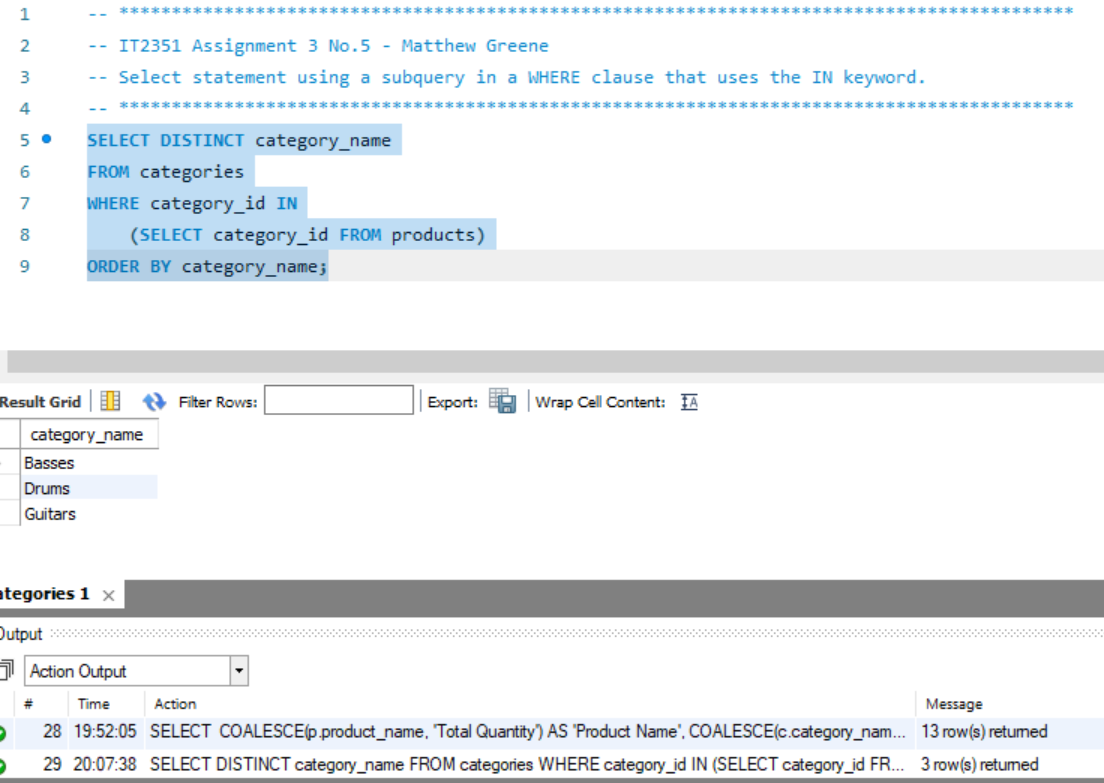 1 -- *******************************************************************************************
2 -- IT2351 Assignment 3 No.5 - Matthew Greene
3 -- Select statement using a subquery in a WHERE clause that uses the IN keyword.
4 -- *******************************************************************************************
5 SELECT DISTINCT category_name
6 FROM categories
7 WHERE category_id IN
8 (SELECT category_id FROM products)
9 ORDER BY category_name;
Result Grid Filter Rows: Export: Wrap Cell Content: IA
category_name
Basses
Drums
Guitars
ategories 1 ×
Output
Action Output
# Time Action Message
28 19:52:05 SELECT COALESCE(p.product_name, 'Total Quantity') AS 'Product Name', COALESCE(c.category_nam... 13 row(s) returned
29 20:07:38 SELECT DISTINCT category_name FROM categories WHERE category_id IN (SELECT category_id FR... 3 row(s) returned